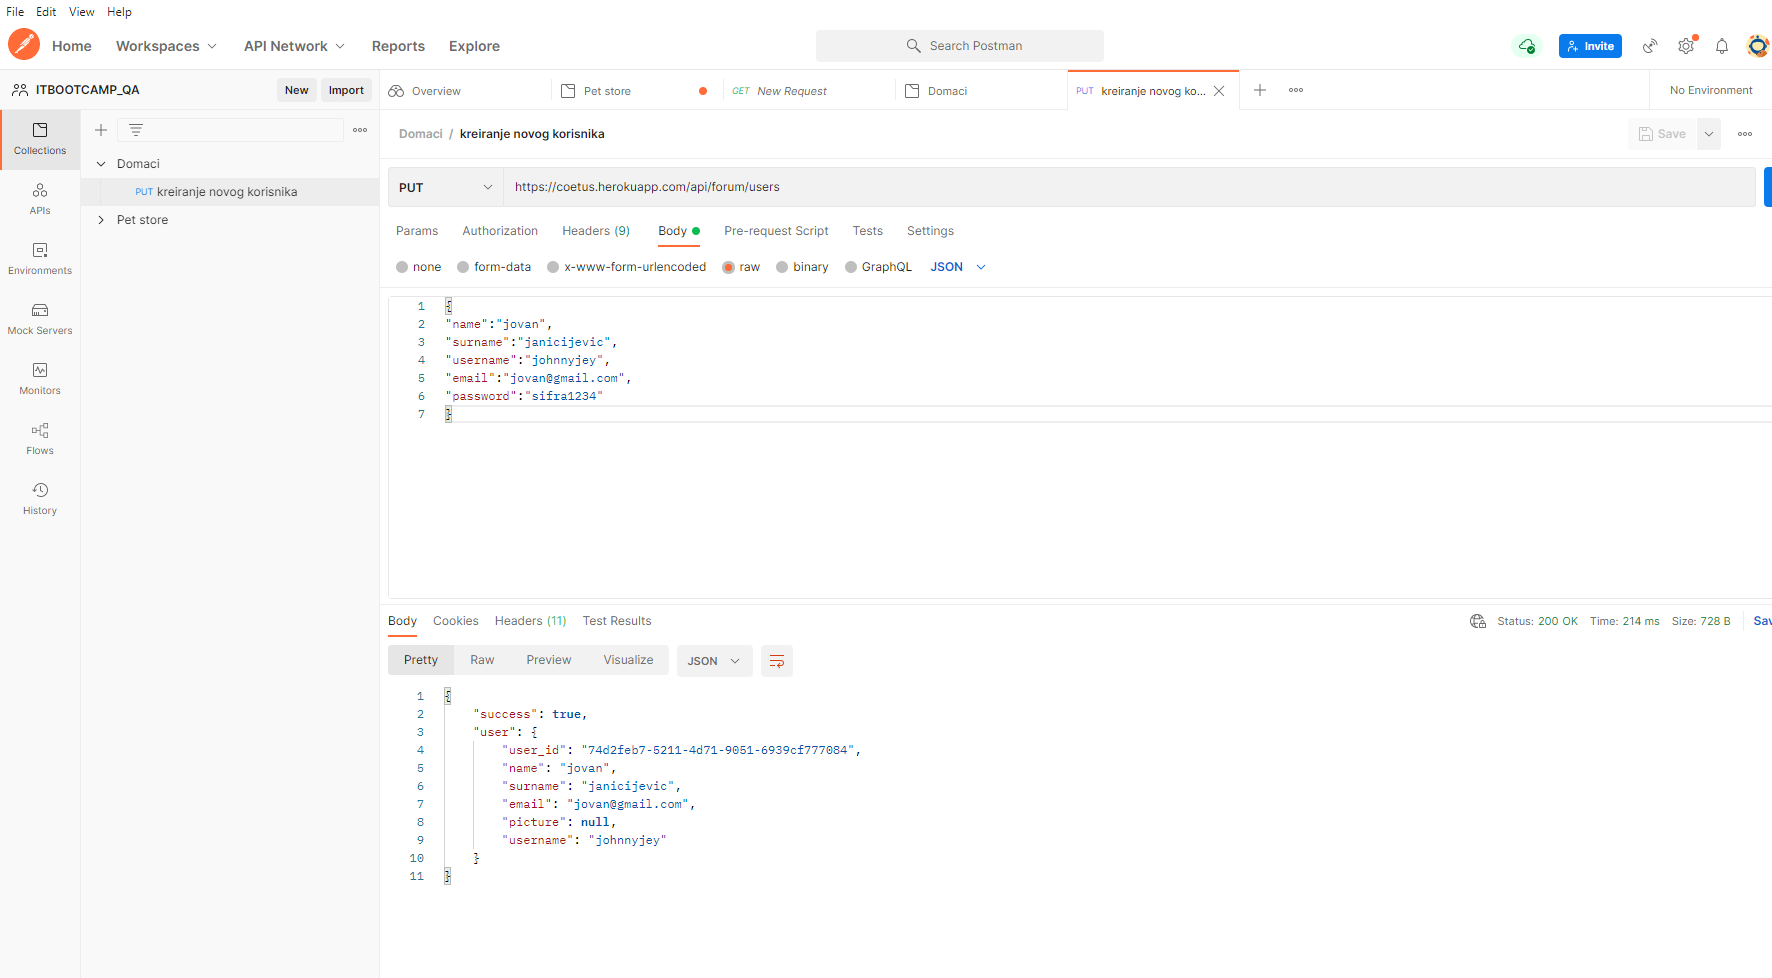 File Edit View Help
Home Workspaces API Network Reports Explore Search Postman Invite
ITBOOTCAMP_QA New Import Overview Pet store GET New Request Domaci PUT kreiranje novog ko... No Environment
Collections
Domaci
PUT kreiranje novog korisnika
Pet store
APIs
Environments
Mock Servers
Monitors
Flows
History
Domaci / kreiranje novog korisnika Save
PUT https://coetus.herokuapp.com/api/forum/users
Params Authorization Headers (9) Body Pre-request Script Tests Settings
none form-data x-www-form-urlencoded raw binary GraphQL JSON
1 {
2 "name":"jovan",
3 "surname":"janicijevic",
4 "username":"johnnyjey",
5 "email":"jovan@gmail.com",
6 "password":"sifra1234"
7 }
Body Cookies Headers (11) Test Results Status: 200 OK Time: 214 ms Size: 728 B Sav
Pretty Raw Preview Visualize JSON
1 {
2 "success": true,
3 "user": {
4 "user_id": "74d2feb7-5211-4d71-9051-6939cf777084",
5 "name": "jovan",
6 "surname": "janicijevic",
7 "email": "jovan@gmail.com",
8 "picture": null,
9 "username": "johnnyjey"
10 }
11 }